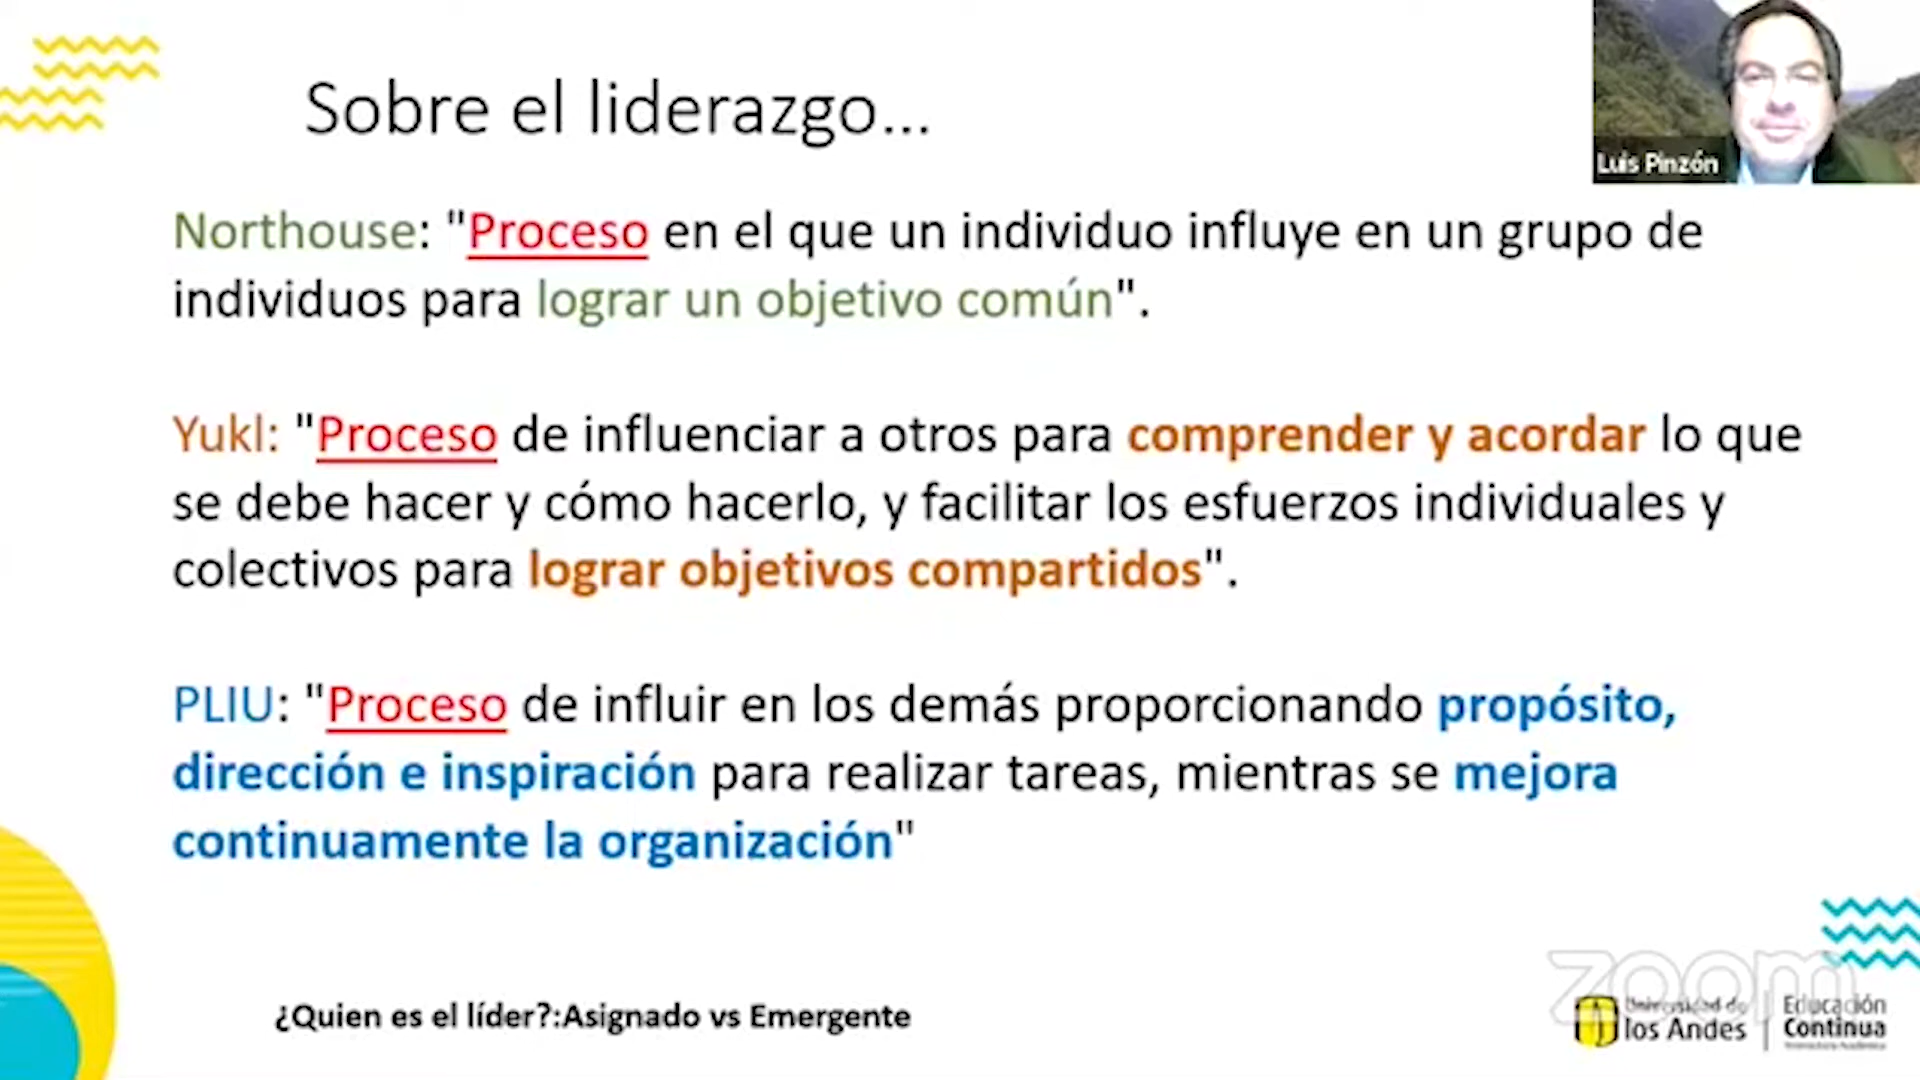 Sobre el liderazgo...
Luis Pinzón
Northouse: "Proceso en el que un individuo influye en un grupo de
individuos para lograr un objetivo común".
Yukl: "Proceso de influenciar a otros para comprender y acordar lo que
se debe hacer y cómo hacerlo, y facilitar los esfuerzos individuales y
colectivos para lograr objetivos compartidos".
PLIU: "Proceso de influir en los demás proporcionando propósito,
dirección e inspiración para realizar tareas, mientras se mejora
continuamente la organización"
¿Quien es el líder?:Asignado vs Emergente
zoom
Universidad de
los Andes
Educación
Continua